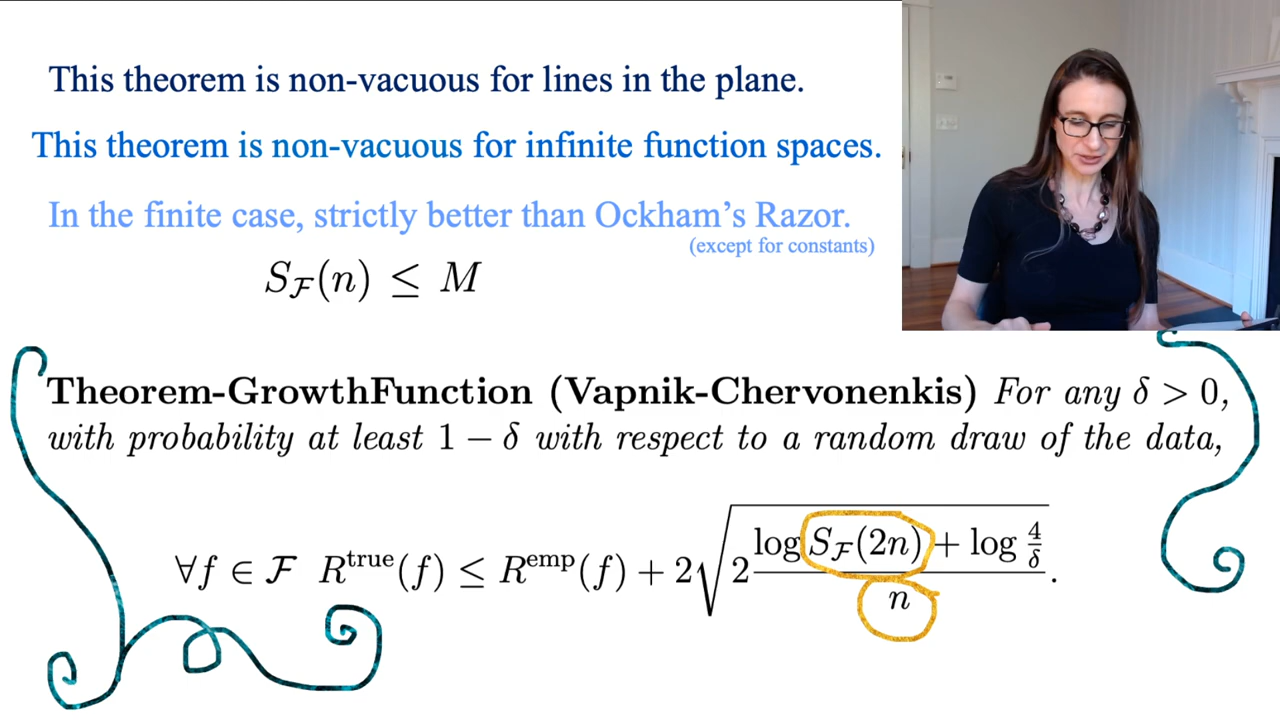 This theorem is non-vacuous for lines in the plane.
This theorem is non-vacuous for infinite function spaces.
In the finite case, strictly better than Ockham's Razor.
(except for constants)
S_F(n) ≤ M
Theorem-GrowthFunction (Vapnik-Chervonenkis) For any δ > 0,
with probability at least 1 − δ with respect to a random draw of the data,
∀f ∈ F R^true(f) ≤ R^emp(f) + 2√(2 (log S_F(2n) + log 4/δ) / n).